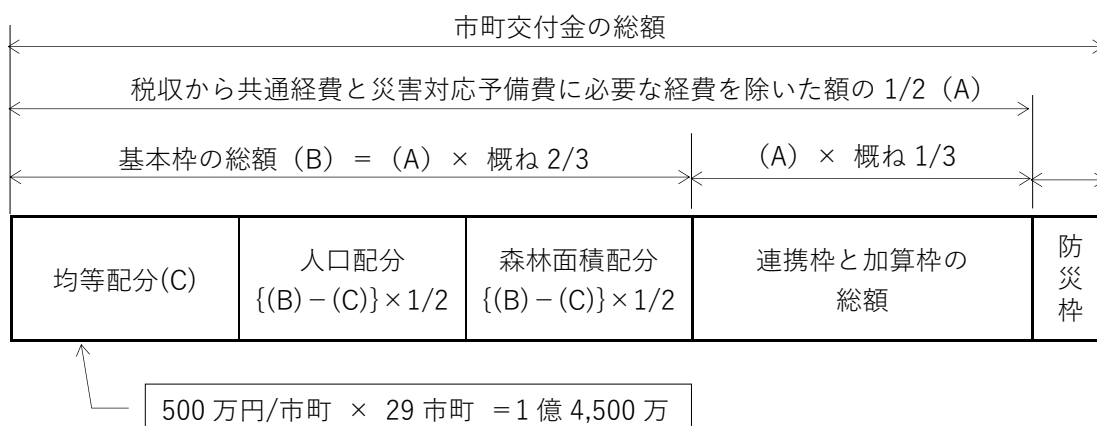 市町交付金の総額
税収から共通経費と災害対応予備費に必要な経費を除いた額の 1/2（A）
基本枠の総額（B）＝（A）× 概ね 2/3
（A）× 概ね 1/3
均等配分(C)
人口配分
{(B)－(C)}×1/2
森林面積配分
{(B)－(C)}×1/2
連携枠と加算枠の
総額
防災枠
500 万円/市町 × 29 市町 ＝1 億 4,500 万